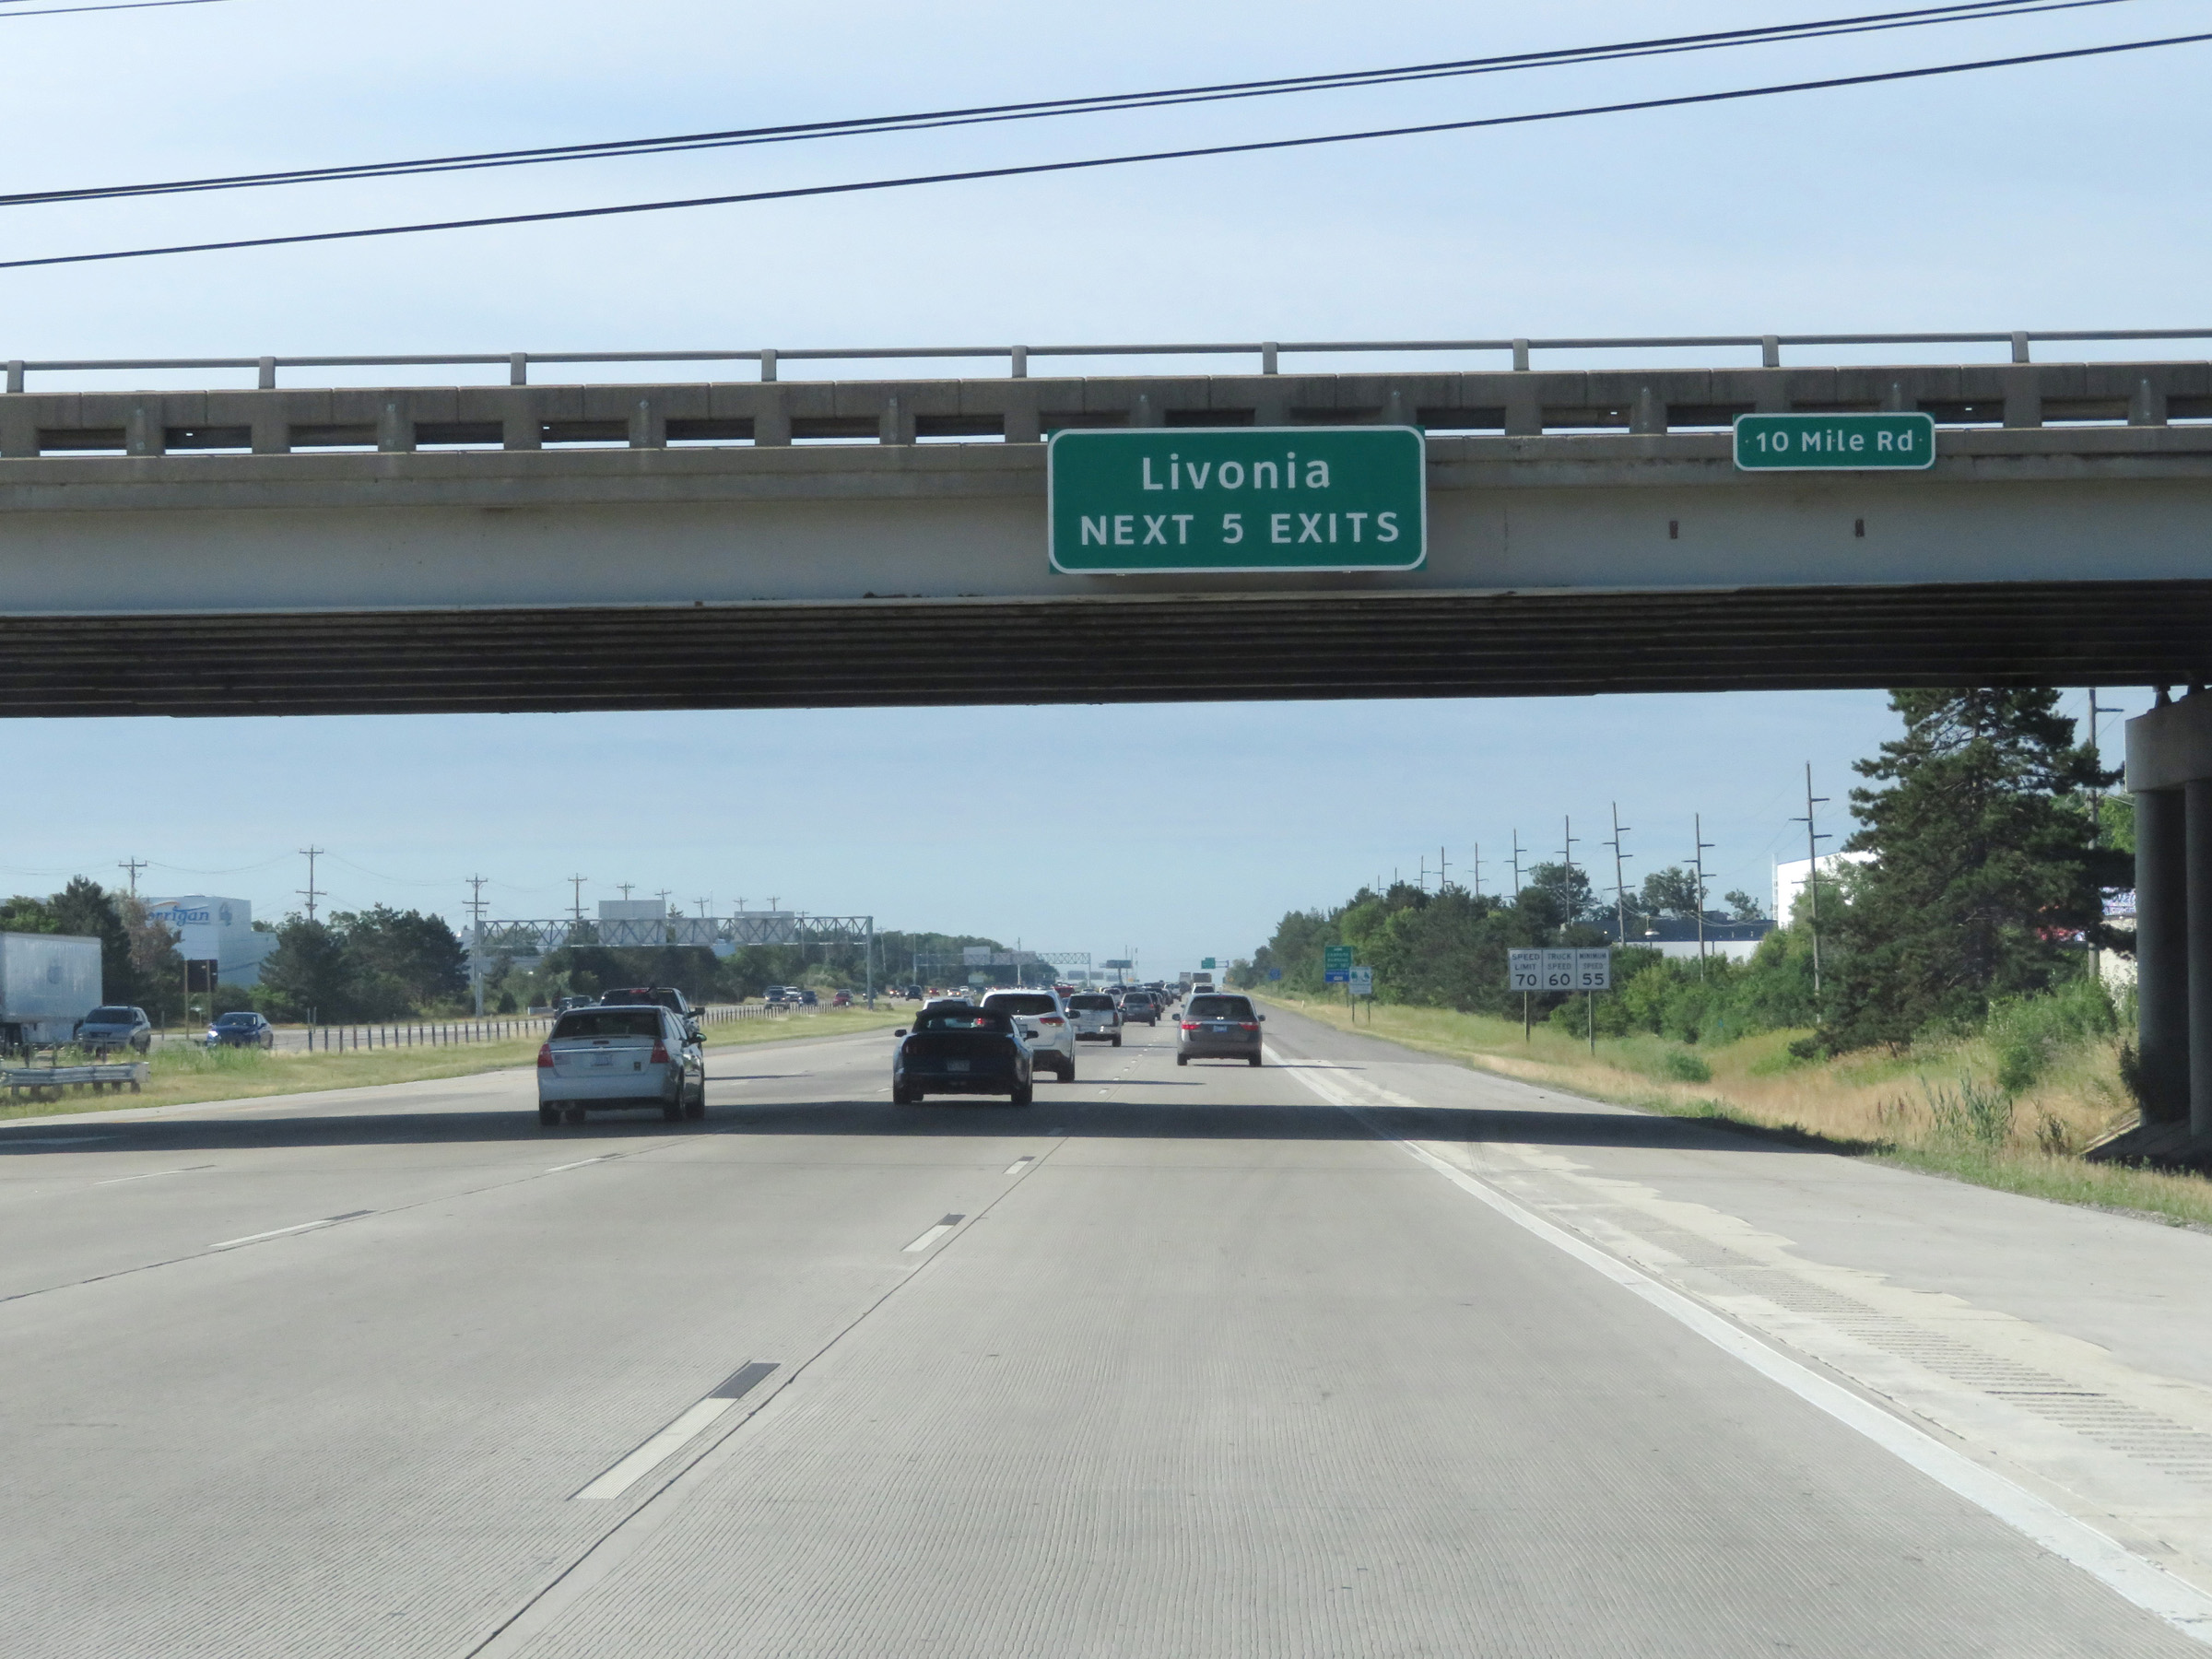 10 Mile Rd
Livonia
NEXT 5 EXITS
SPEED
LIMIT
70
TRUCK
SPEED
60
MINIMUM
SPEED
55